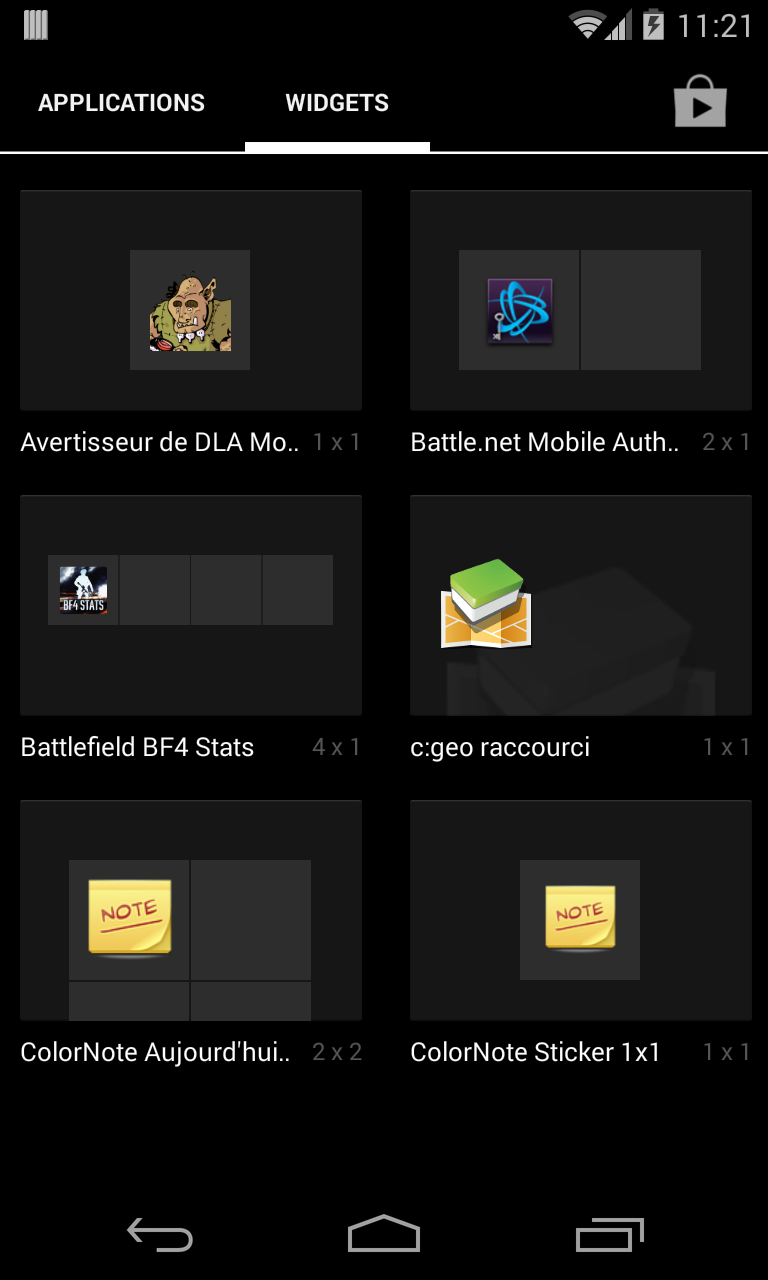 11:21
APPLICATIONS WIDGETS
Avertisseur de DLA Mo.. 1 x 1
Battle.net Mobile Auth.. 2 x 1
BF4 STATS
Battlefield BF4 Stats 4 x 1
c:geo raccourci 1 x 1
NOTE
ColorNote Aujourd'hui.. 2 x 2
NOTE
ColorNote Sticker 1x1 1 x 1